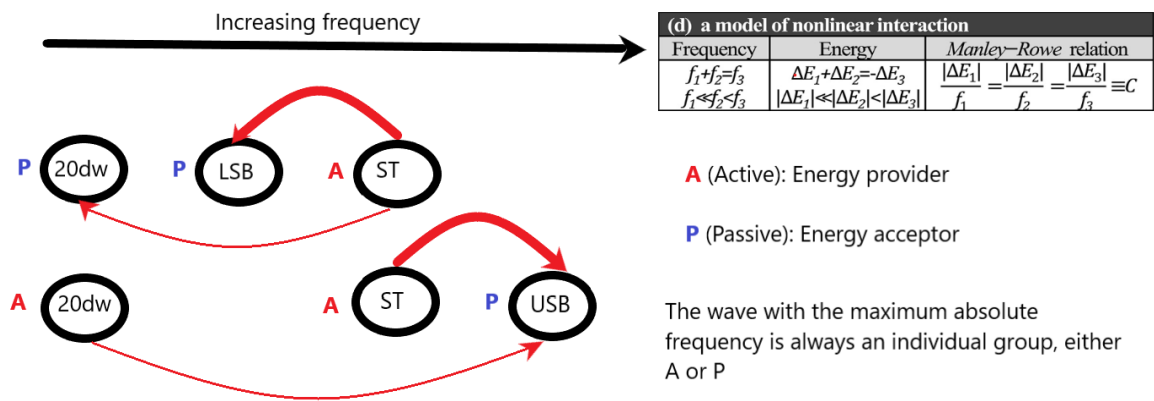 Increasing frequency
(d) a model of nonlinear interaction
Frequency Energy Manley−Rowe relation
f₁+f₂=f₃ ΔE₁+ΔE₂=-ΔE₃ |ΔE₁|/f₁ = |ΔE₂|/f₂ = |ΔE₃|/f₃ ≡C
f₁≪f₂<f₃ |ΔE₁|≪|ΔE₂|<|ΔE₃|
P 20dw P LSB A ST
A (Active): Energy provider
P (Passive): Energy acceptor
A 20dw A ST P USB
The wave with the maximum absolute
frequency is always an individual group, either
A or P